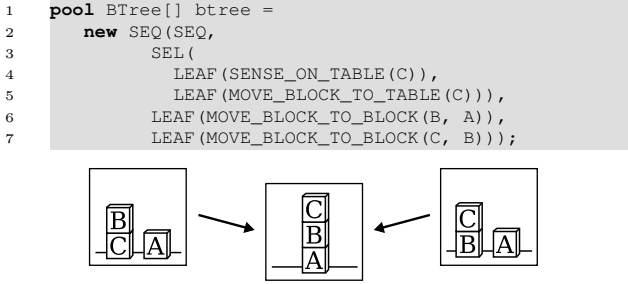 1 pool BTree[] btree =
2 new SEQ(SEQ,
3 SEL(
4 LEAF(SENSE_ON_TABLE(C)),
5 LEAF(MOVE_BLOCK_TO_TABLE(C))),
6 LEAF(MOVE_BLOCK_TO_BLOCK(B, A)),
7 LEAF(MOVE_BLOCK_TO_BLOCK(C, B)));
B
C A
C
B
A
C
B A